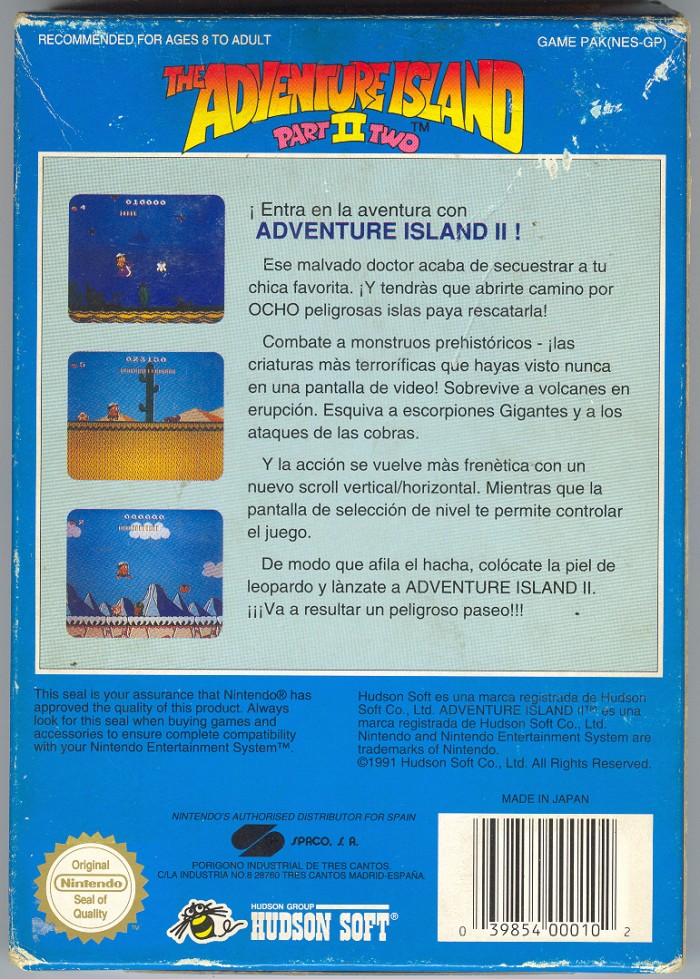 RECOMMENDED FOR AGES 8 TO ADULT
GAME PAK(NES-GP)
THE ADVENTURE ISLAND
PART II TWO™
¡ Entra en la aventura con
ADVENTURE ISLAND II !
Ese malvado doctor acaba de secuestrar a tu
chica favorita. ¡Y tendràs que abrirte camino por
OCHO peligrosas islas paya rescatarla!
Combate a monstruos prehistóricos - ¡las
criaturas màs terroríficas que hayas visto nunca
en una pantalla de video! Sobrevive a volcanes en
erupción. Esquiva a escorpiones Gigantes y a los
ataques de las cobras.
Y la acción se vuelve màs frenètica con un
nuevo scroll vertical/horizontal. Mientras que la
pantalla de selección de nivel te permite controlar
el juego.
De modo que afila el hacha, colócate la piel de
leopardo y lànzate a ADVENTURE ISLAND II.
¡¡¡Va a resultar un peligroso paseo!!!
010000
023150
000000
This seal is your assurance that Nintendo® has
approved the quality of this product. Always
look for this seal when buying games and
accessories to ensure complete compatibility
with your Nintendo Entertainment System™.
Hudson Soft es una marca registrada de Hudson
Soft Co., Ltd. ADVENTURE ISLAND II™ es una
marca registrada de Hudson Soft Co., Ltd.
Nintendo and Nintendo Entertainment System are
trademarks of Nintendo.
©1991 Hudson Soft Co., Ltd. All Rights Reserved.
MADE IN JAPAN
NINTENDO'S AUTHORISED DISTRIBUTOR FOR SPAIN
SPACO, S. A.
PORIGONO INDUSTRIAL DE TRES CANTOS
C/LA INDUSTRIA NO.8 28760 TRES CANTOS MADRID-ESPAÑA.
Original
Nintendo
Seal of
Quality
TM
HUDSON GROUP
HUDSON SOFT®
0 39854 00010 2